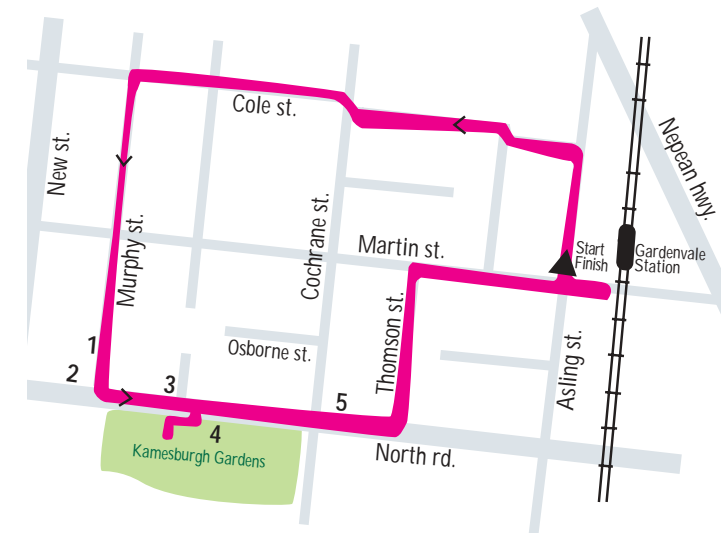 Cole st.
New st.
Nepean hwy.
Murphy st.
Cochrane st.
Martin st.
Start
Finish
Gardenvale
Station
Thomson st.
Asling st.
Osborne st.
1
2
3
4
5
North rd.
Kamesburgh Gardens